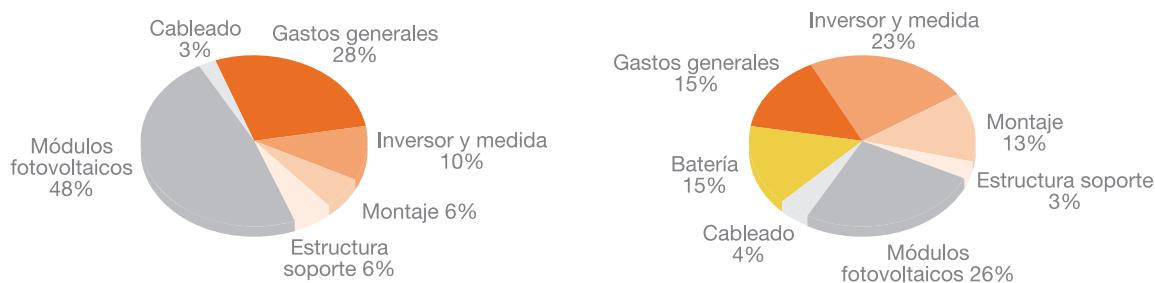 Cableado
3%
Gastos generales
28%
Módulos
fotovoltaicos
48%
Inversor y medida
10%
Montaje 6%
Estructura
soporte 6%
Inversor y medida
23%
Gastos generales
15%
Montaje
13%
Batería
15%
Estructura soporte
3%
Cableado
4%
Módulos
fotovoltaicos 26%